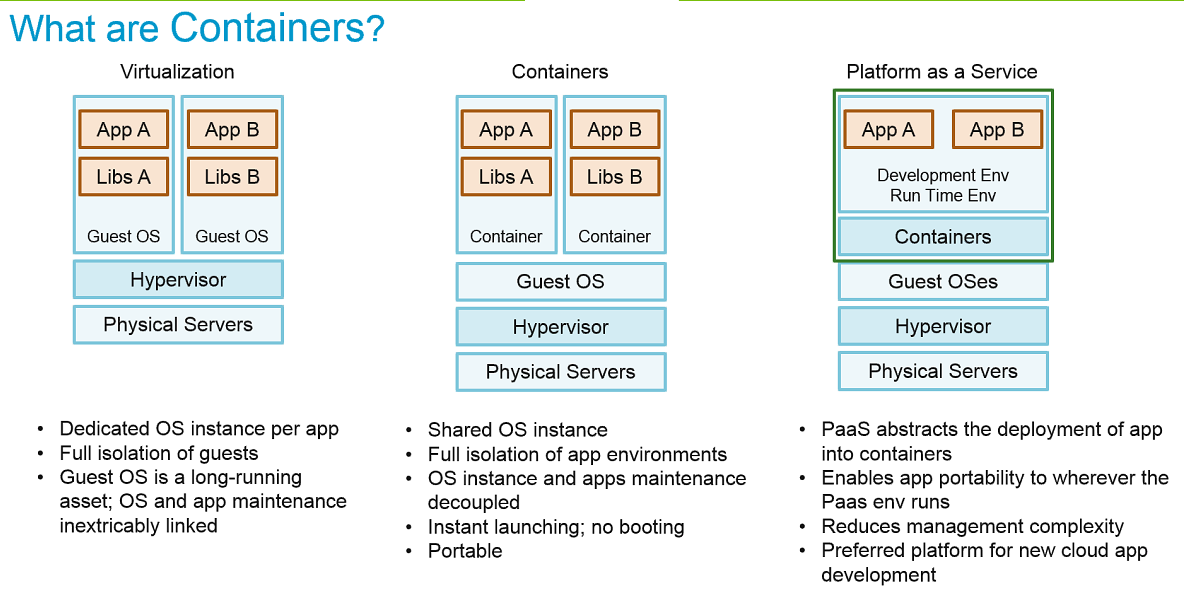 What are Containers?
Virtualization
App A
App B
Libs A
Libs B
Guest OS
Guest OS
Hypervisor
Physical Servers
• Dedicated OS instance per app
• Full isolation of guests
• Guest OS is a long-running
asset; OS and app maintenance
inextricably linked
Containers
App A
App B
Libs A
Libs B
Container
Container
Guest OS
Hypervisor
Physical Servers
• Shared OS instance
• Full isolation of app environments
• OS instance and apps maintenance
decoupled
• Instant launching; no booting
• Portable
Platform as a Service
App A
App B
Development Env
Run Time Env
Containers
Guest OSes
Hypervisor
Physical Servers
• PaaS abstracts the deployment of app
into containers
• Enables app portability to wherever the
Paas env runs
• Reduces management complexity
• Preferred platform for new cloud app
development